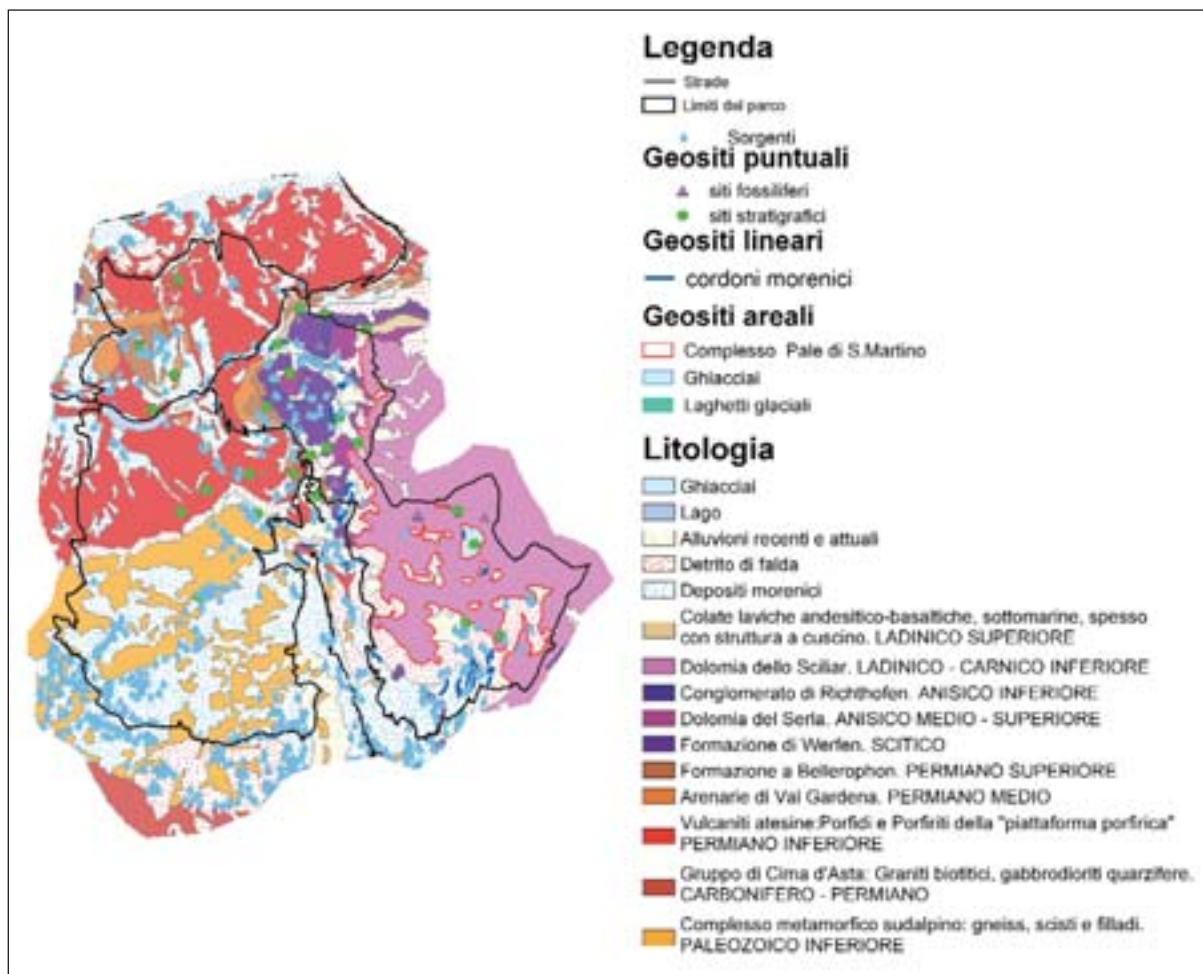 Legenda
Strade
Limiti del parco
Sorgenti
Geositi puntuali
siti fossiliferi
siti stratigrafici
Geositi lineari
cordoni morenici
Geositi areali
Complesso Pale di S.Martino
Ghiacciai
Laghetti glaciali
Litologia
Ghiacciai
Lago
Alluvioni recenti e attuali
Detrito di falda
Depositi morenici
Colate laviche andesitico-basaltiche, sottomarine, spesso
con struttura a cuscino. LADINICO SUPERIORE
Dolomia dello Sciliar. LADINICO - CARNICO INFERIORE
Conglomerato di Richthofen. ANISICO INFERIORE
Dolomia del Serla. ANISICO MEDIO - SUPERIORE
Formazione di Werfen. SCITICO
Formazione a Bellerophon. PERMIANO SUPERIORE
Arenarie di Val Gardena. PERMIANO MEDIO
Vulcaniti atesine:Porfidi e Porfiriti della "piattaforma porfirica"
PERMIANO INFERIORE
Gruppo di Cima d'Asta: Graniti biotitici, gabbrodioriti quarzifere.
CARBONIFERO - PERMIANO
Complesso metamorfico sudalpino: gneiss, scisti e filladi.
PALEOZOICO INFERIORE